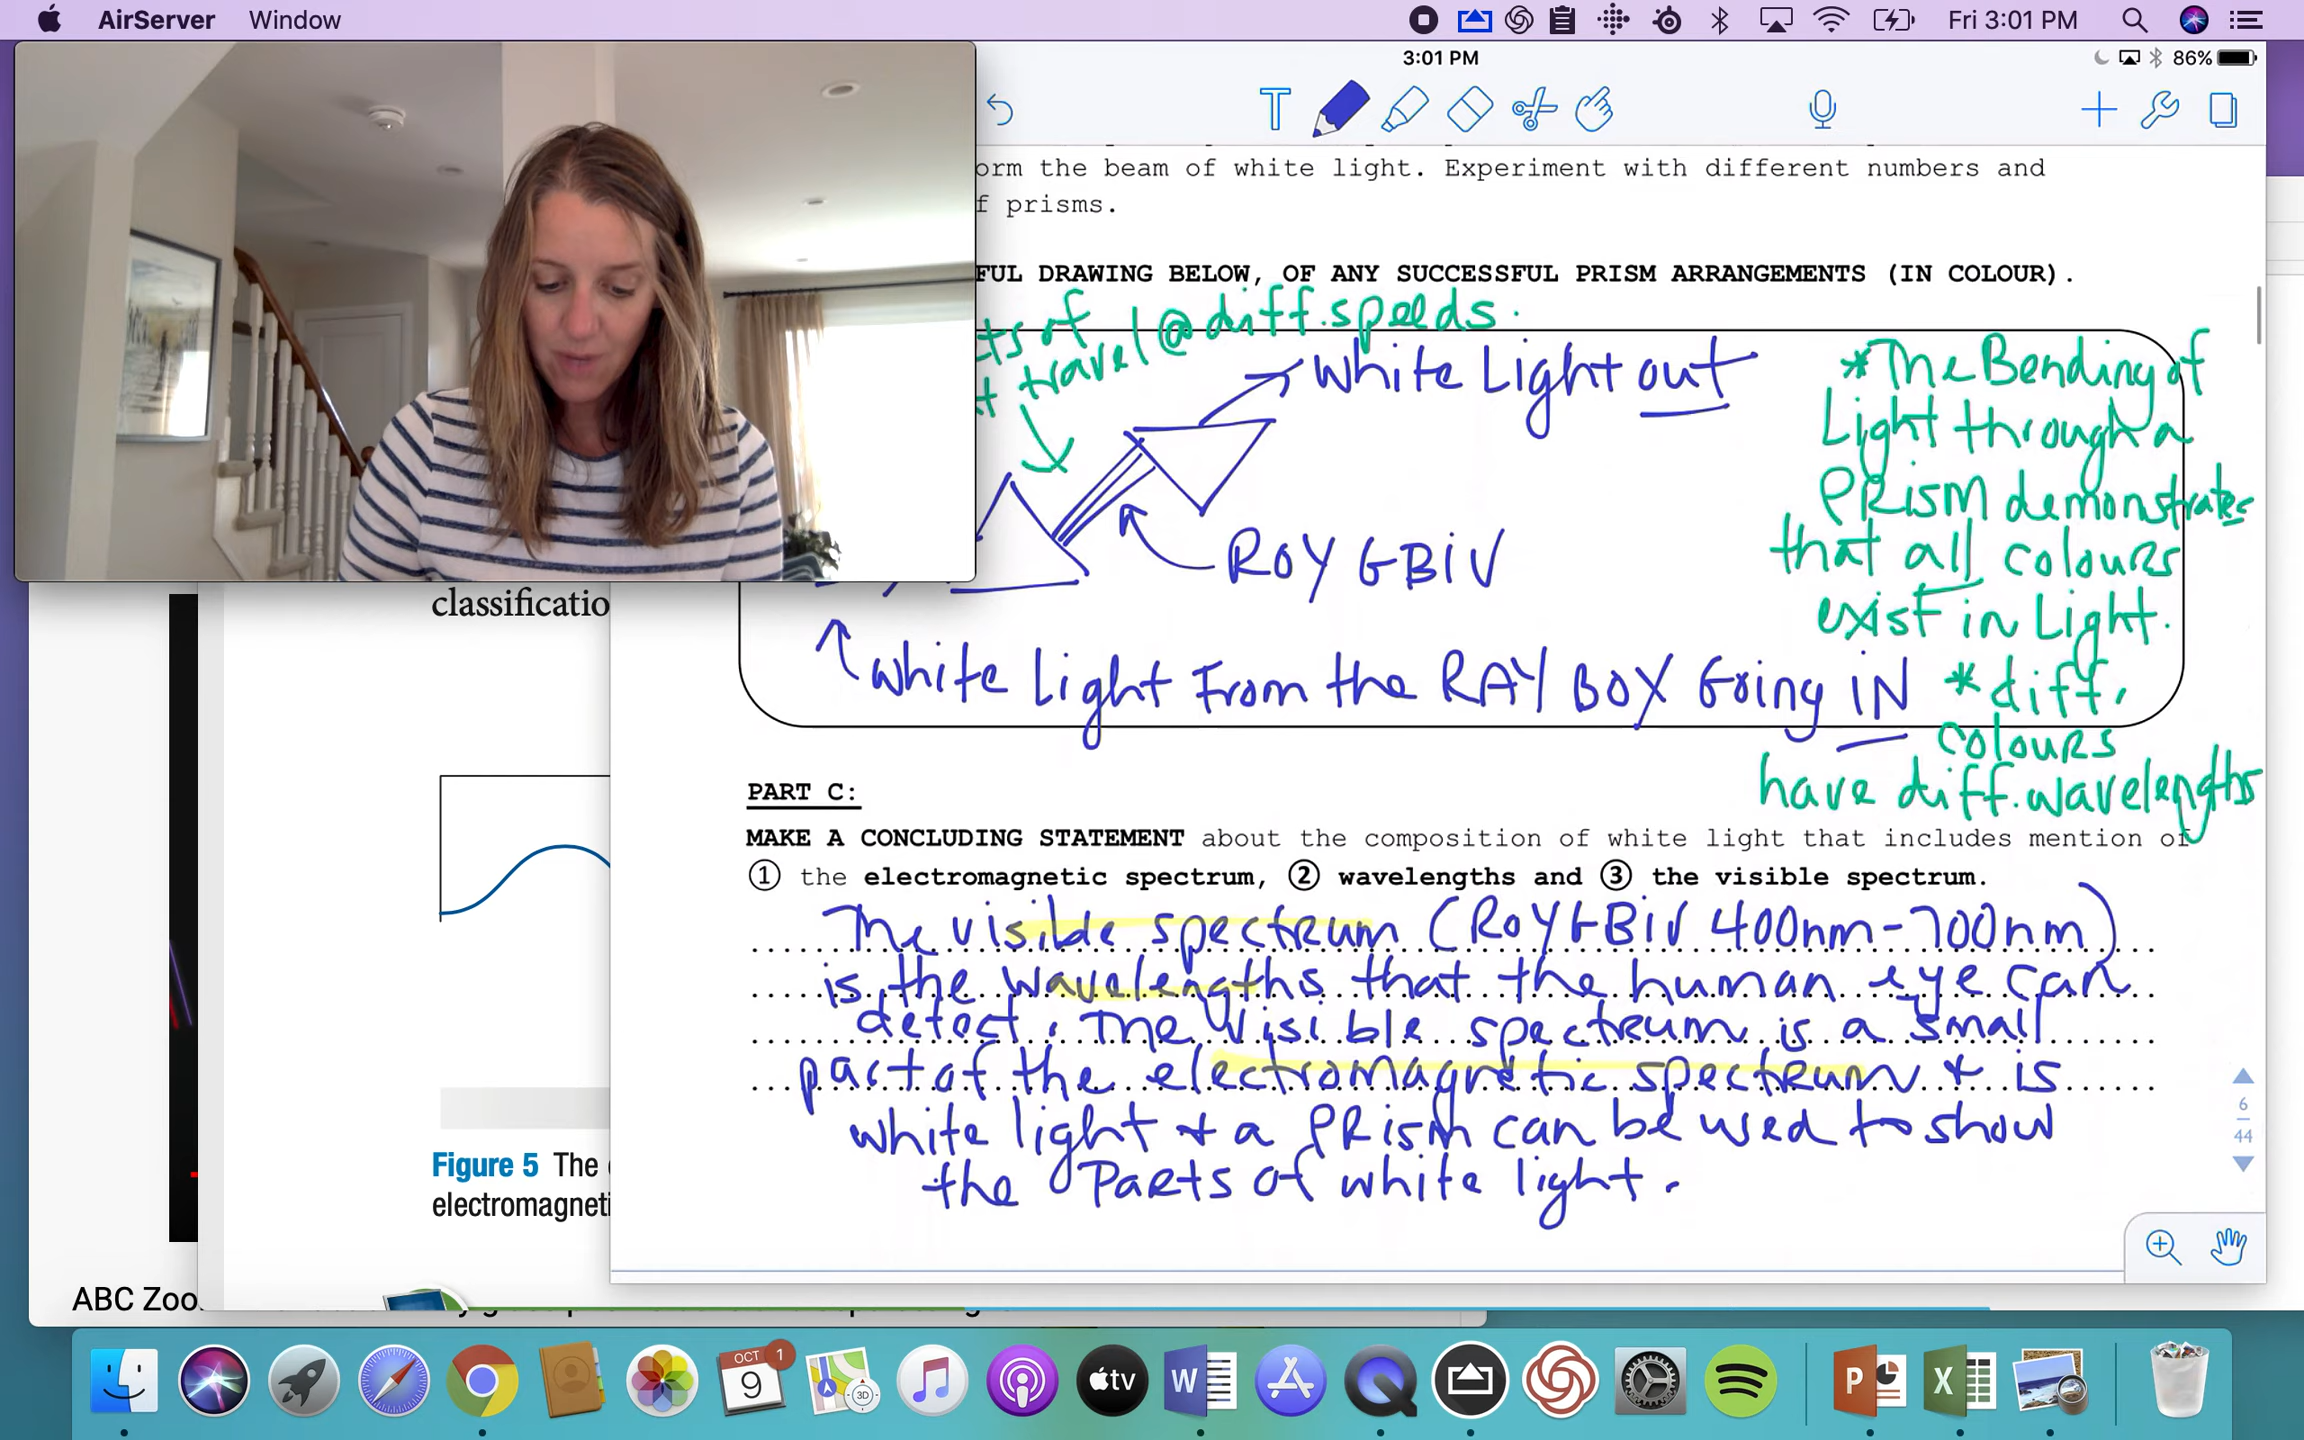 AirServer Window
Fri 3:01 PM
3:01 PM
86%
T
orm the beam of white light. Experiment with different numbers and
f prisms.
FUL DRAWING BELOW, OF ANY SUCCESSFUL PRISM ARRANGEMENTS (IN COLOUR).
ts of
t travel @ diff. speeds.
White Light out
ROY GBIV
White Light From the RAY BOX Going IN
* The Bending of
Light through a
PRism demonstrates
that all colours
exist in Light.
* diff.
colours
have diff. wavelengths
PART C:
MAKE A CONCLUDING STATEMENT about the composition of white light that includes mention of
① the electromagnetic spectrum, ② wavelengths and ③ the visible spectrum.
The visible spectrum (ROYGBIV 400nm-700nm)
is the wavelengths that the human eye can
detect. The visible spectrum is a small
part of the electromagnetic spectrum + is
white light + a PRism can be used to show
the Parts of white light.
6
44
classificatio
Figure 5 The
electromagneti
ABC Zoo
OCT
9
1
3D
tv
W
P
X